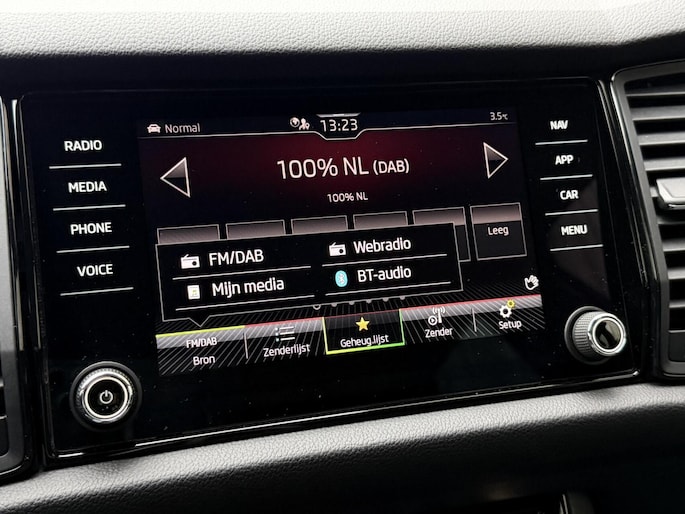 RADIO
MEDIA
PHONE
VOICE
Normal
13:23
3.5°C
100% NL (DAB)
100% NL
Leeg
FM/DAB
Webradio
Mijn media
BT-audio
FM/DAB
Bron
Zenderlijst
Geheug.lijst
Zender
Setup
NAV
APP
CAR
MENU